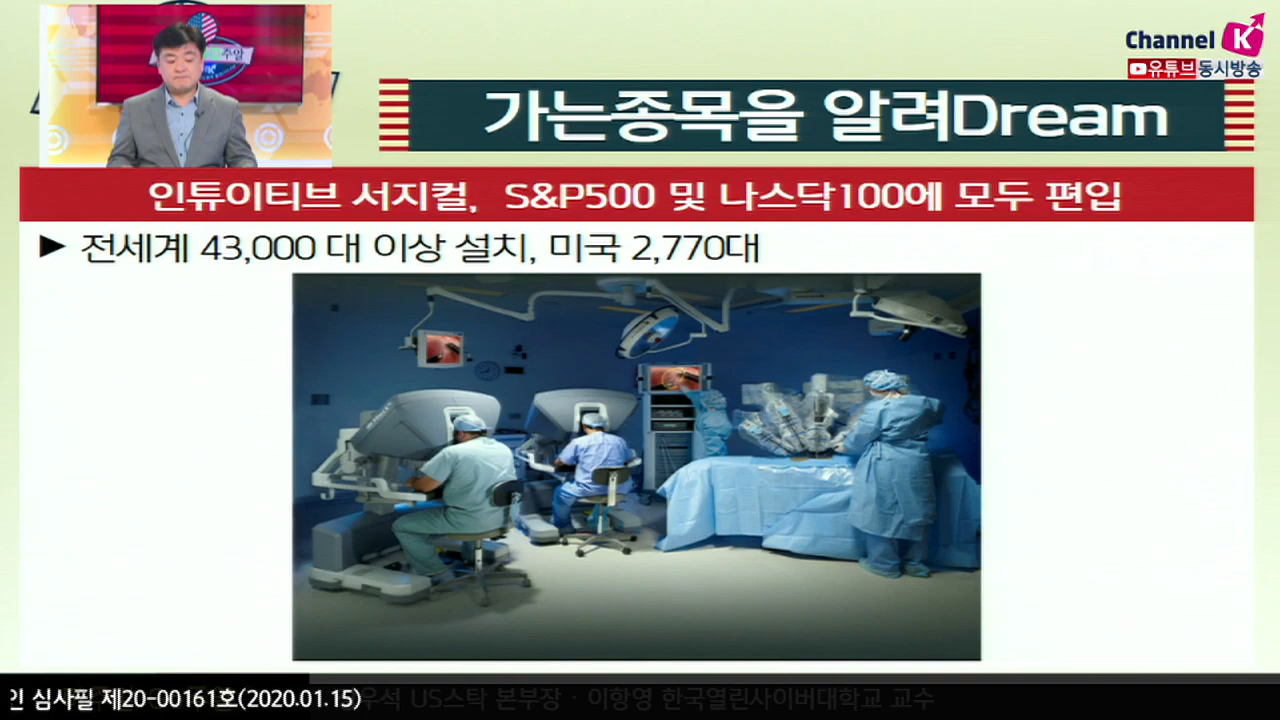 Channel K
유튜브 동시방송
가는종목을 알려Dream
인튜이티브 서지컬, S&P500 및 나스닥100에 모두 편입
▶ 전세계 43,000 대 이상 설치, 미국 2,770대
심사필 제20-00161호(2020.01.15) 우석 US스탁 본부장 · 이항영 한국열린사이버대학교 교수